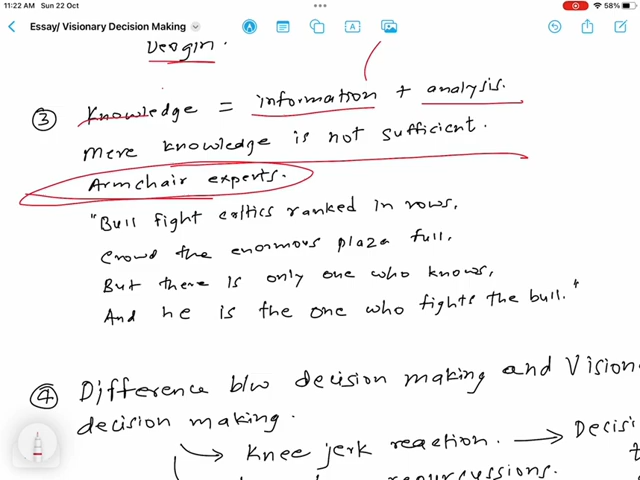 11:22 AM Sun 22 Oct
58%
Essay/ Visionary Decision Making
③ Knowledge = information + analysis.
Mere knowledge is not sufficient.
Armchair experts.
"Bull fight critics ranked in rows,
Crowd the enormous plaza full,
But there is only one who knows,
And he is the one who fights the bull."
④ Difference b/w decision making and Vision
decision making.
→ Knee jerk reaction. → Decisi
repurcussions.